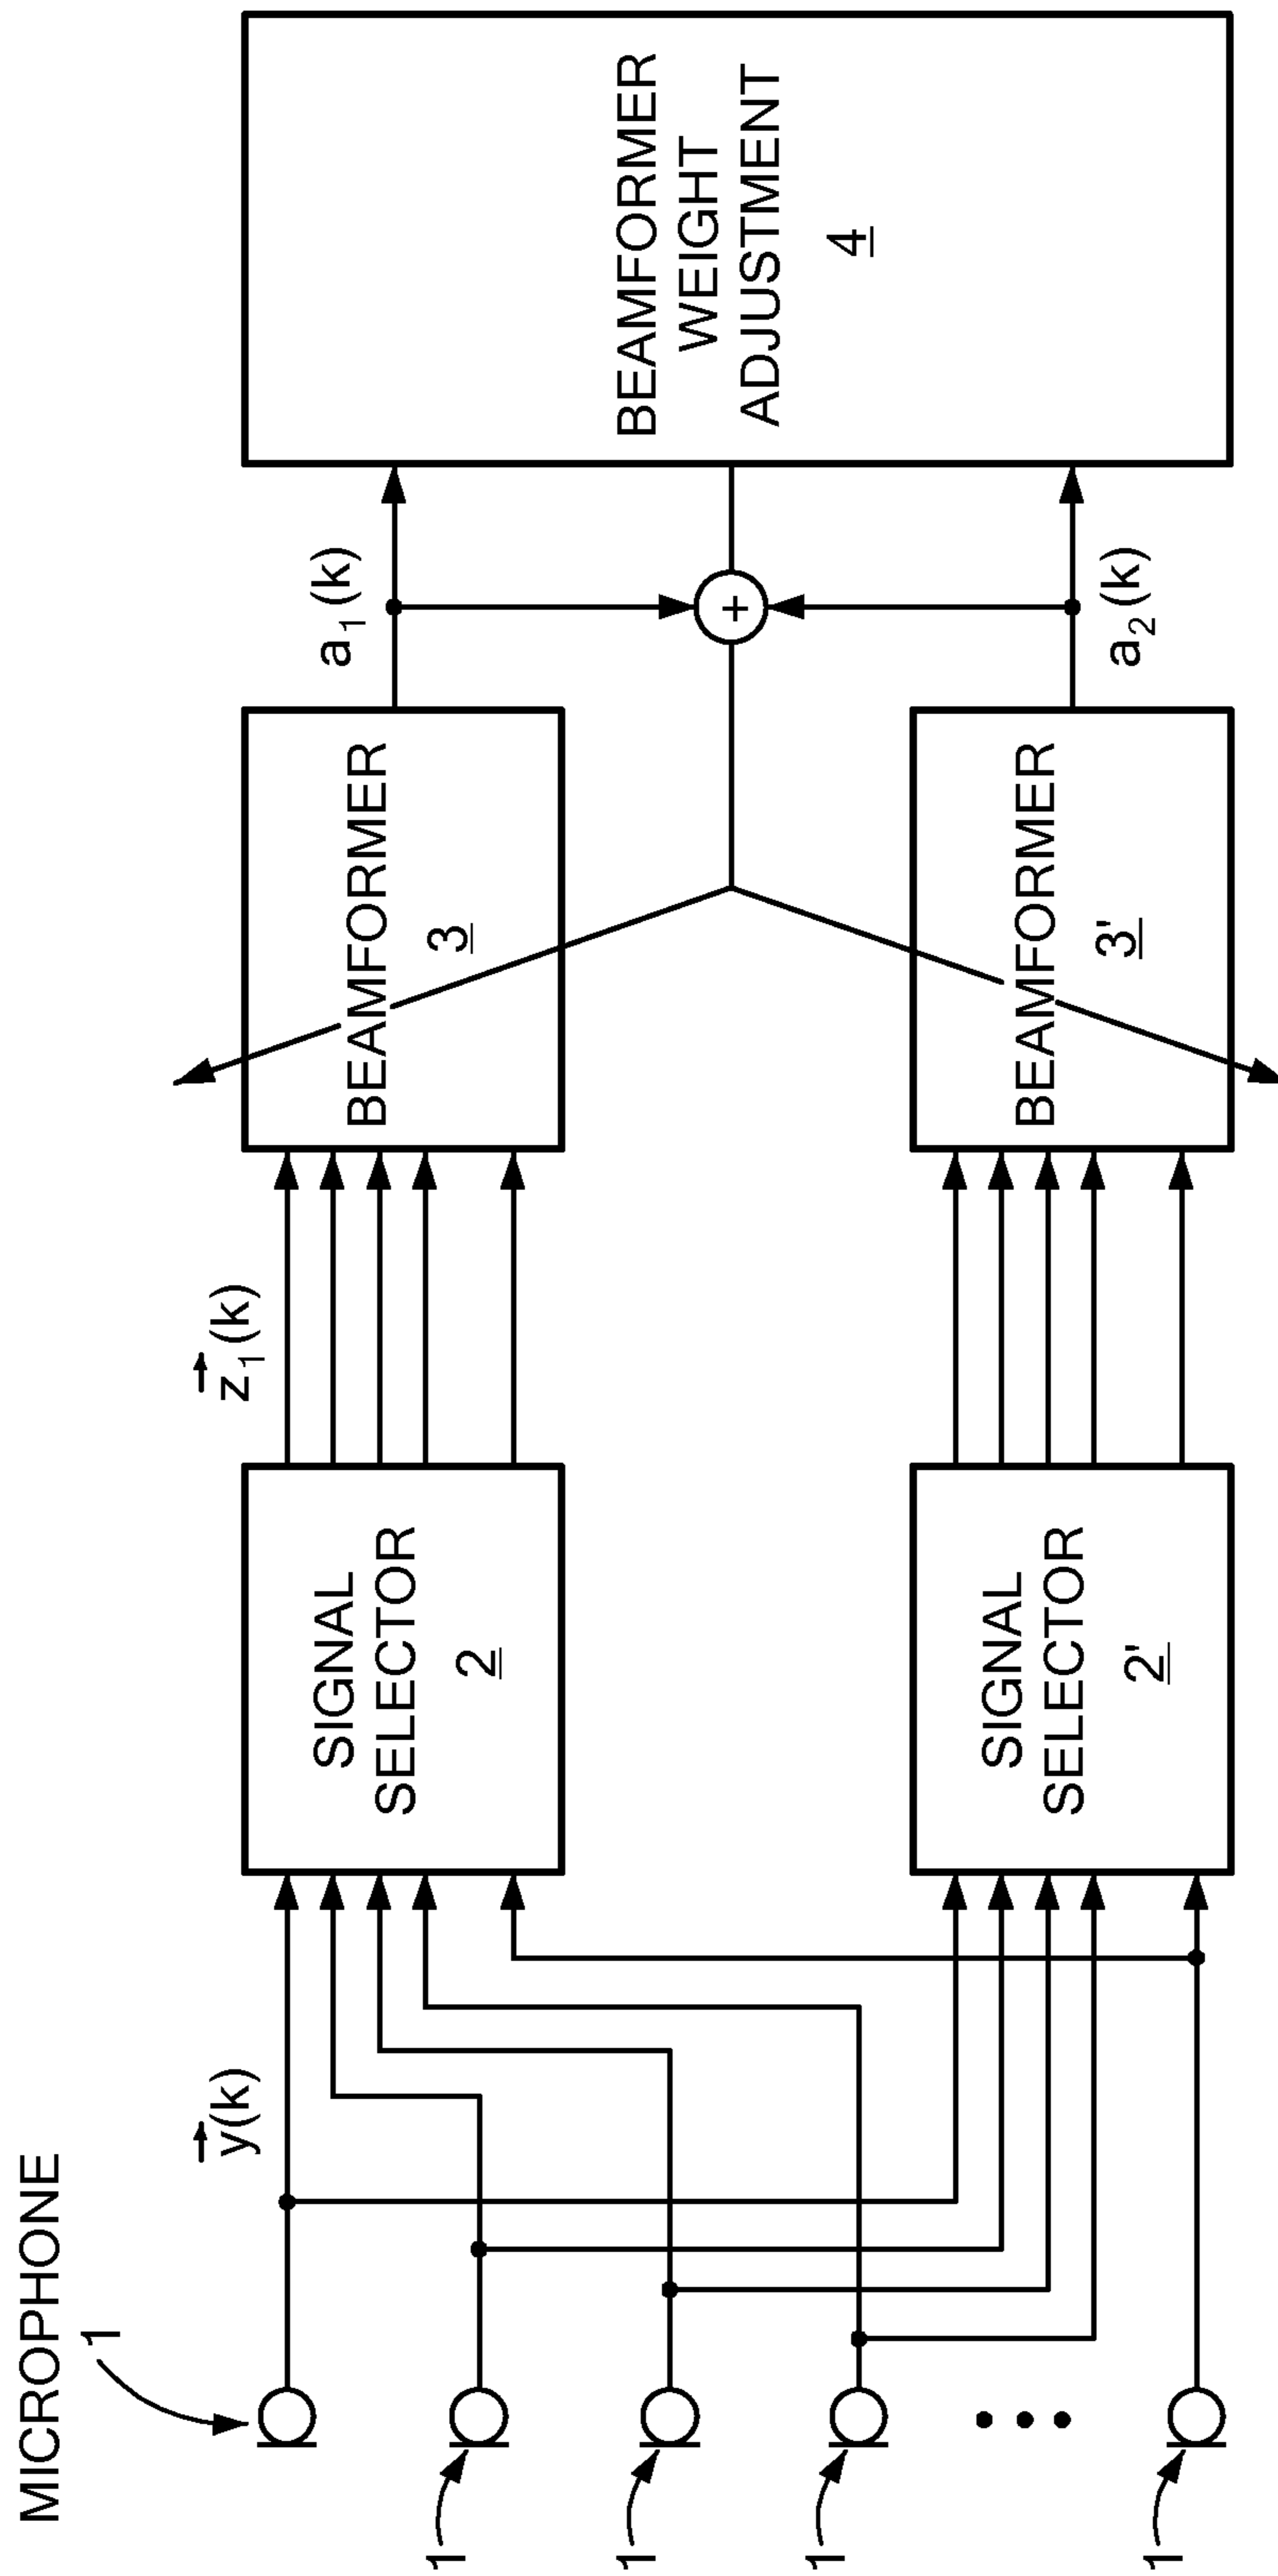 MICROPHONE
1
1
1
1
1
y(k)
SIGNAL
SELECTOR
2
SIGNAL
SELECTOR
2'
z₁(k)
BEAMFORMER
3
BEAMFORMER
3'
a₁(k)
+
a₂(k)
BEAMFORMER
WEIGHT
ADJUSTMENT
4